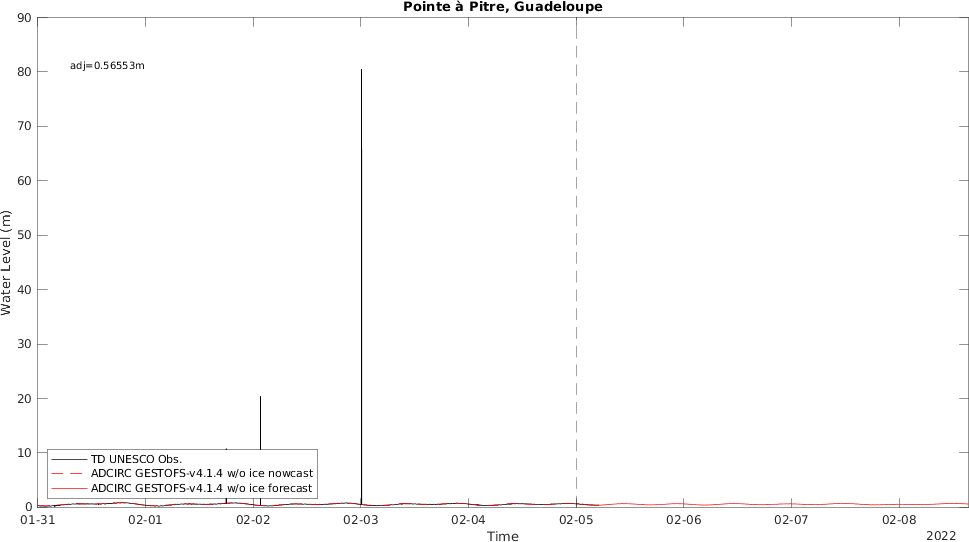 Pointe à Pitre, Guadeloupe
90
80
70
60
50
40
30
20
10
0
Water Level (m)
adj=0.56553m
TD UNESCO Obs.
ADCIRC GESTOFS-v4.1.4 w/o ice nowcast
ADCIRC GESTOFS-v4.1.4 w/o ice forecast
01-31 02-01 02-02 02-03 02-04 02-05 02-06 02-07 02-08
Time
2022